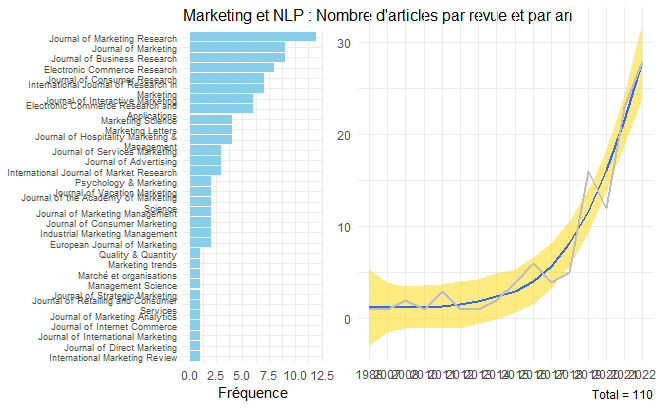 Marketing et NLP : Nombre d'articles par revue et par an
Journal of Marketing Research
Journal of Marketing
Journal of Business Research
Electronic Commerce Research
Journal of Consumer Research
International Journal of Research in
Marketing
Journal of Interactive Marketing
Electronic Commerce Research and
Applications
Marketing Science
Marketing Letters
Journal of Hospitality Marketing &
Management
Journal of Services Marketing
Journal of Advertising
International Journal of Market Research
Psychology & Marketing
Journal of Vacation Marketing
Journal of the Academy of Marketing
Science
Journal of Marketing Management
Journal of Consumer Marketing
Industrial Marketing Management
European Journal of Marketing
Quality & Quantity
Marketing trends
Marché et organisations
Management Science
Journal of Strategic Marketing
Journal of Retailing and Consumer
Services
Journal of Marketing Analytics
Journal of Internet Commerce
Journal of International Marketing
Journal of Direct Marketing
International Marketing Review
0.0 2.5 5.0 7.5 10.0 12.5
Fréquence
30
20
10
0
2018 2019 2020 2021 2022
Total = 110